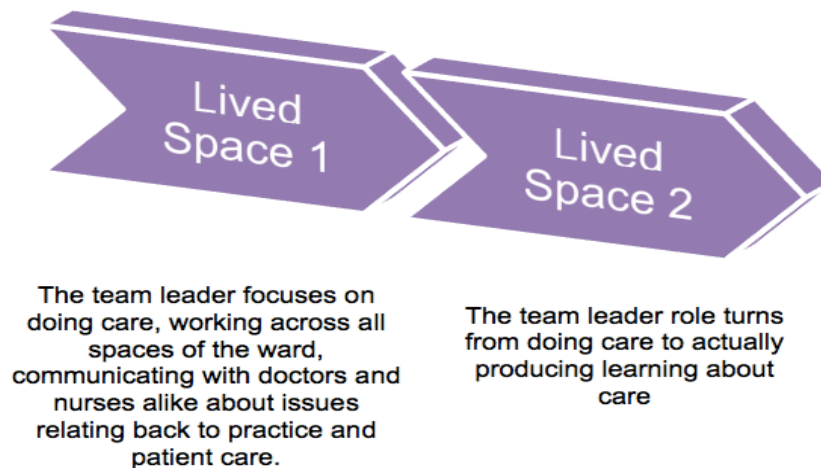 Lived
Space 1
Lived
Space 2
The team leader focuses on
doing care, working across all
spaces of the ward,
communicating with doctors and
nurses alike about issues
relating back to practice and
patient care.
The team leader role turns
from doing care to actually
producing learning about
care